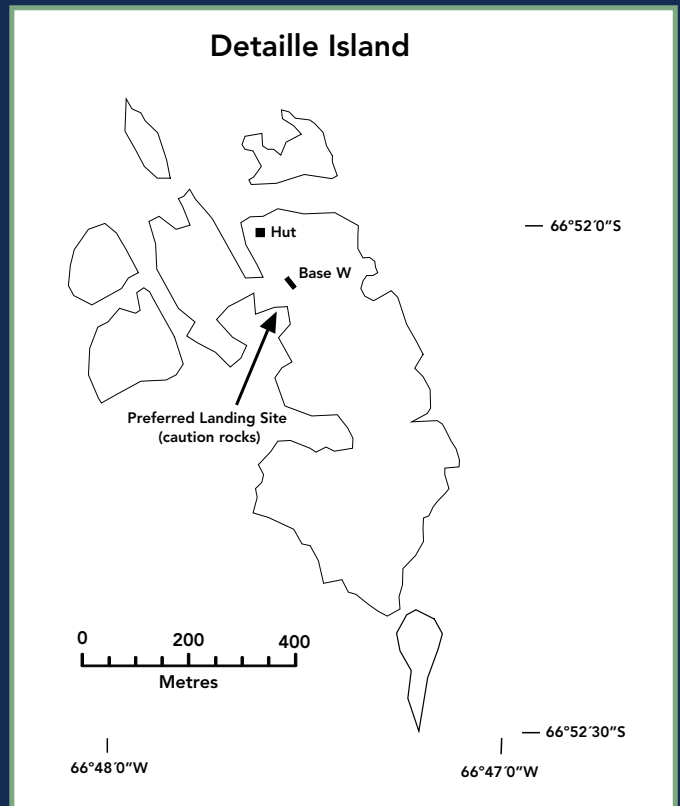 Detaille Island
66°52´0”S
Hut
Base W
Preferred Landing Site
(caution rocks)
0 200 400
Metres
66°52´30”S
66°48´0”W
66°47´0”W